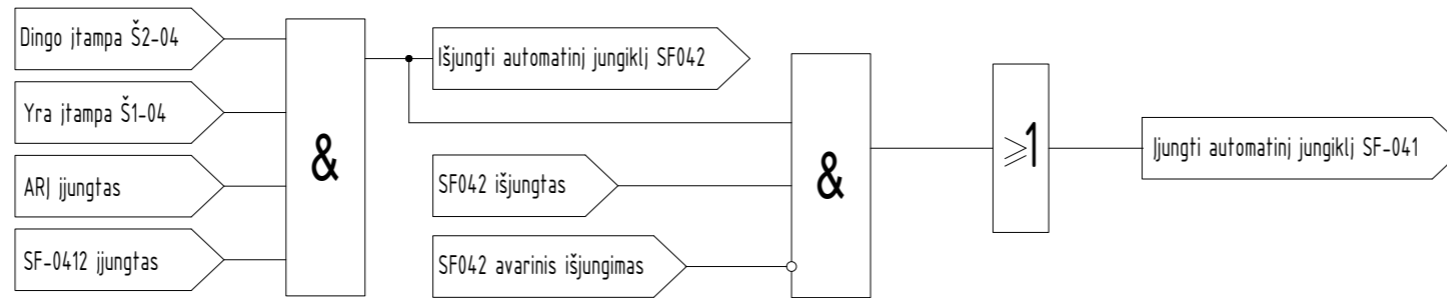 Dingo įtampa Š2-04
Yra įtampa Š1-04
ARĮ įjungtas
SF-0412 įjungtas
&
Išjungti automatinį jungiklį SF042
SF042 išjungtas
SF042 avarinis išjungimas
&
≥1
Įjungti automatinį jungiklį SF-041